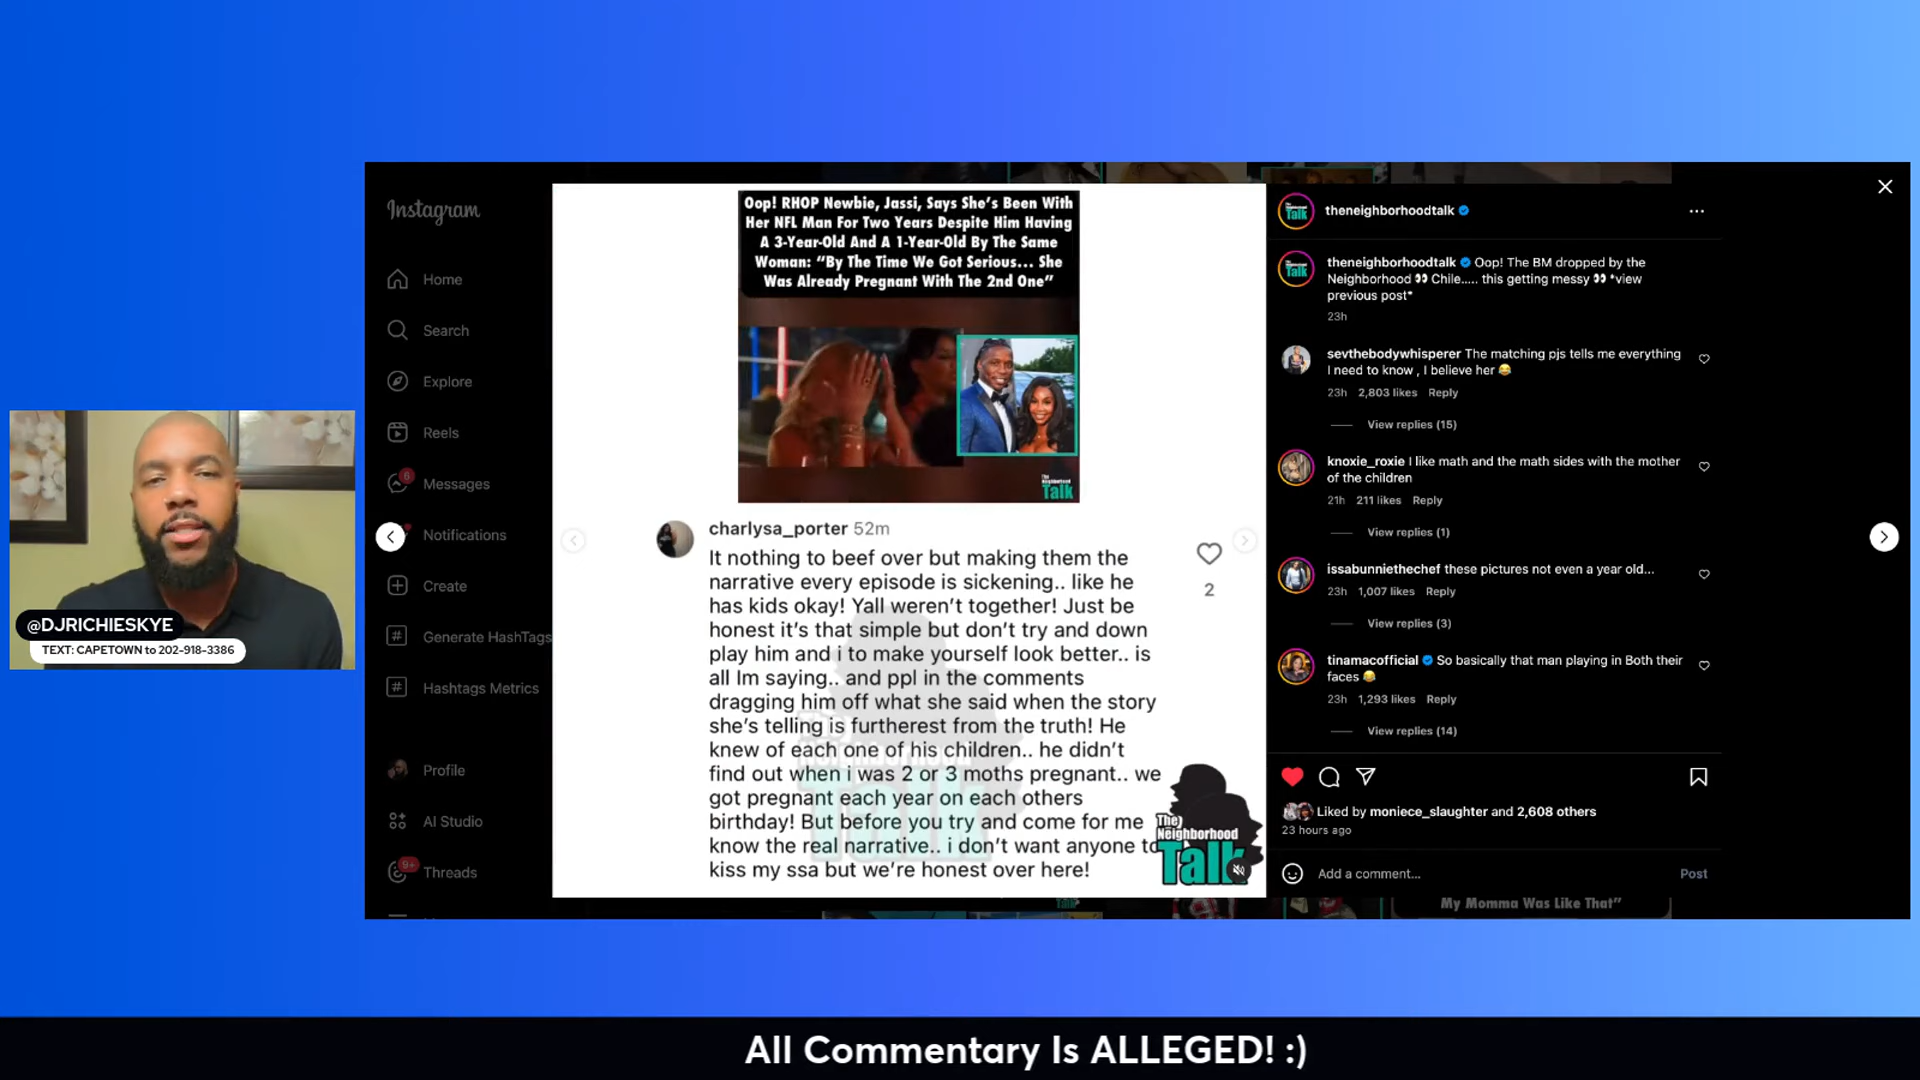 Instagram
Home
Search
Explore
Reels
6
Messages
Notifications
Create
Generate HashTags
Hashtags Metrics
Profile
AI Studio
9+
Threads
@DJRICHIESKYE
TEXT: CAPETOWN to 202-918-3386
Oop! RHOP Newbie, Jassi, Says She's Been With
Her NFL Man For Two Years Despite Him Having
A 3-Year-Old And A 1-Year-Old By The Same
Woman: “By The Time We Got Serious... She
Was Already Pregnant With The 2nd One”
The
Neighborhood
Talk
charlysa_porter 52m
It nothing to beef over but making them the
narrative every episode is sickening.. like he
has kids okay! Yall weren't together! Just be
honest it's that simple but don't try and down
play him and i to make yourself look better.. is
all Im saying.. and ppl in the comments
dragging him off what she said when the story
she's telling is furtherest from the truth! He
knew of each one of his children.. he didn't
find out when i was 2 or 3 moths pregnant.. we
got pregnant each year on each others
birthday! But before you try and come for me
know the real narrative.. i don't want anyone to
kiss my ssa but we're honest over here!
2
The
Neighborhood
Talk
The
Neighborhood
Talk
Talk
theneighborhoodtalk
Talk
theneighborhoodtalk Oop! The BM dropped by the
Neighborhood 👀 Chile..... this getting messy 👀 *view
previous post*
23h
sevthebodywhisperer The matching pjs tells me everything
I need to know , I believe her 😂
23h 2,803 likes Reply
View replies (15)
knoxie_roxie I like math and the math sides with the mother
of the children
21h 211 likes Reply
View replies (1)
issabunniethechef these pictures not even a year old...
23h 1,007 likes Reply
View replies (3)
tinamacofficial So basically that man playing in Both their
faces 😂
23h 1,293 likes Reply
View replies (14)
Liked by moniece_slaughter and 2,608 others
23 hours ago
Add a comment...
Post
My Momma Was Like That”
All Commentary Is ALLEGED! :)